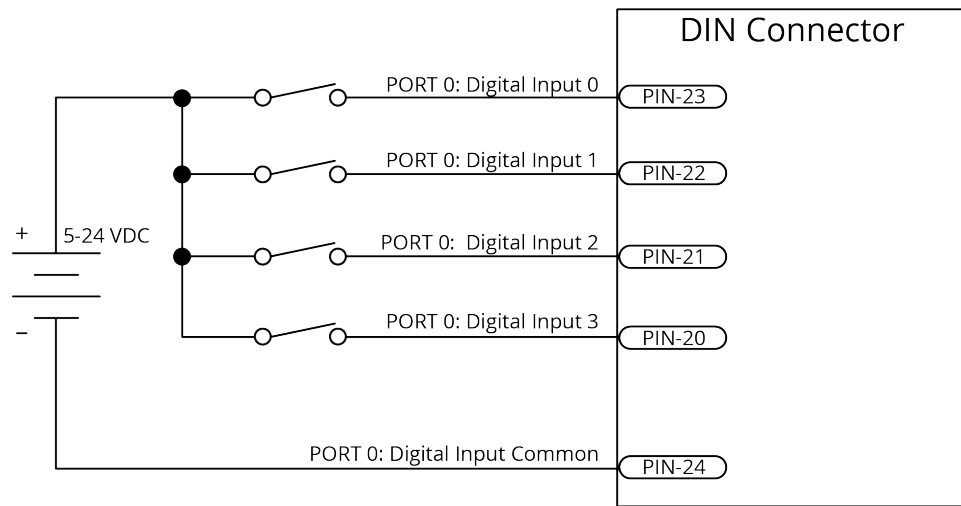 DIN Connector
PORT 0: Digital Input 0
PIN-23
PORT 0: Digital Input 1
PIN-22
+
5-24 VDC
PORT 0: Digital Input 2
PIN-21
–
PORT 0: Digital Input 3
PIN-20
PORT 0: Digital Input Common
PIN-24